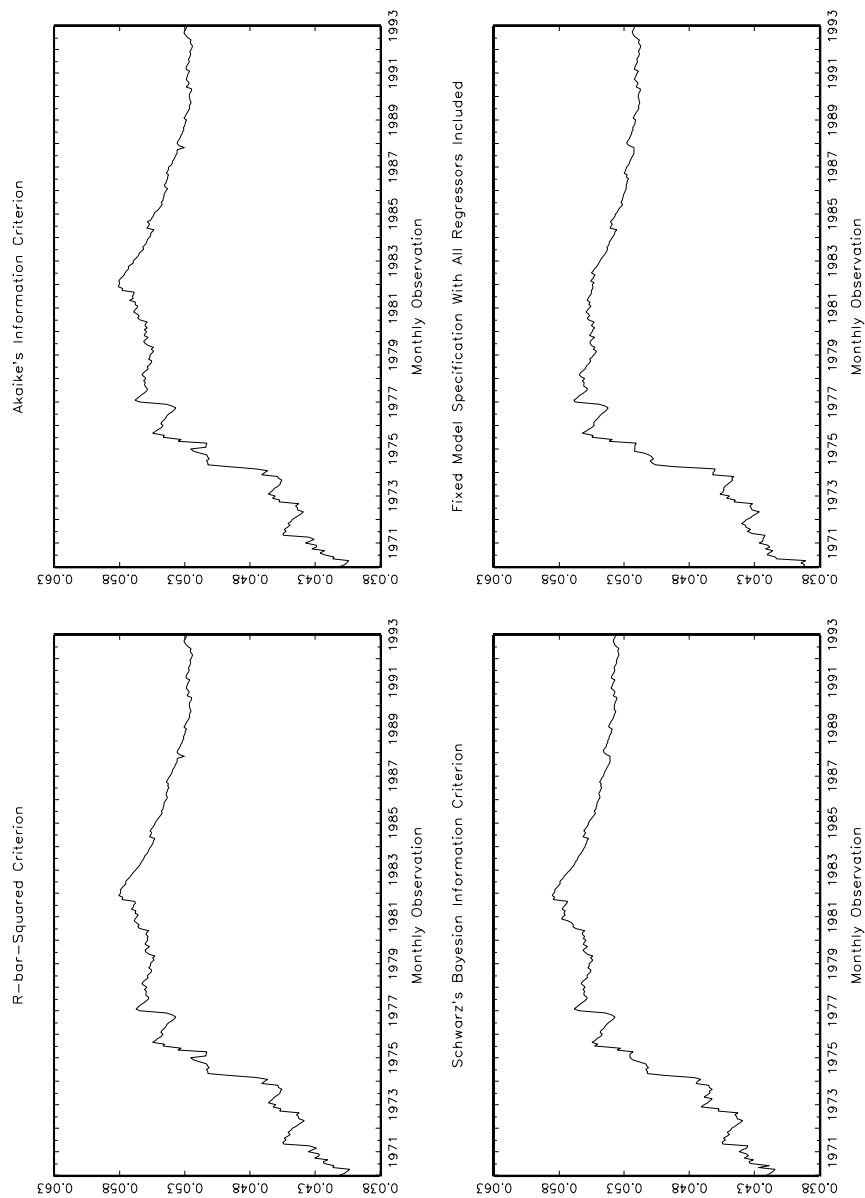 R-bar-Squared Criterion
0.063
0.058
0.053
0.048
0.043
0.038
1971 1973 1975 1977 1979 1981 1983 1985 1987 1989 1991 1993
Monthly Observation
Akaike's Information Criterion
0.063
0.058
0.053
0.048
0.043
0.038
1971 1973 1975 1977 1979 1981 1983 1985 1987 1989 1991 1993
Monthly Observation
Schwarz's Bayesian Information Criterion
0.063
0.058
0.053
0.048
0.043
0.038
1971 1973 1975 1977 1979 1981 1983 1985 1987 1989 1991 1993
Monthly Observation
Fixed Model Specification With All Regressors Included
0.063
0.058
0.053
0.048
0.043
0.038
1971 1973 1975 1977 1979 1981 1983 1985 1987 1989 1991 1993
Monthly Observation